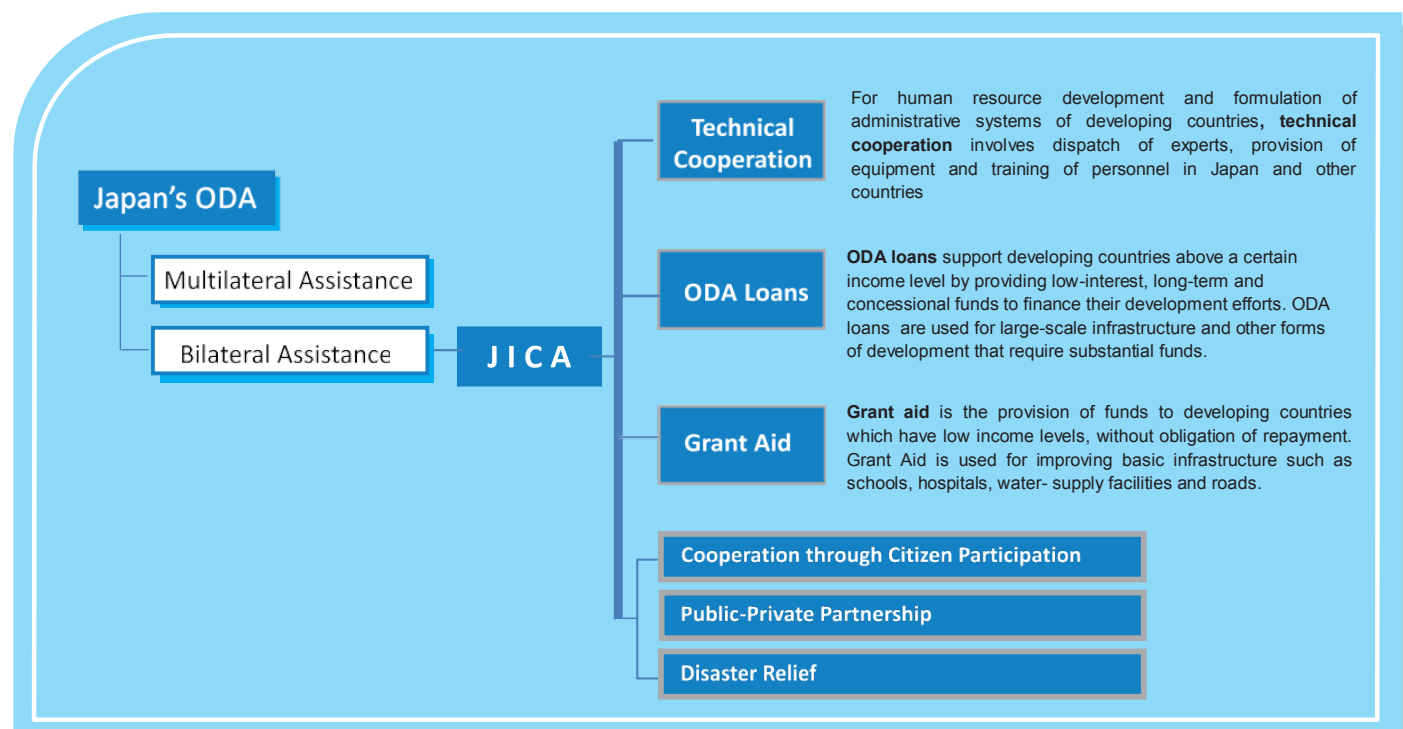 Japan's ODA
Multilateral Assistance
Bilateral Assistance
JICA
Technical
Cooperation
For human resource development and formulation of
administrative systems of developing countries, technical
cooperation involves dispatch of experts, provision of
equipment and training of personnel in Japan and other
countries
ODA Loans
ODA loans support developing countries above a certain
income level by providing low-interest, long-term and
concessional funds to finance their development efforts. ODA
loans are used for large-scale infrastructure and other forms
of development that require substantial funds.
Grant Aid
Grant aid is the provision of funds to developing countries
which have low income levels, without obligation of repayment.
Grant Aid is used for improving basic infrastructure such as
schools, hospitals, water- supply facilities and roads.
Cooperation through Citizen Participation
Public-Private Partnership
Disaster Relief